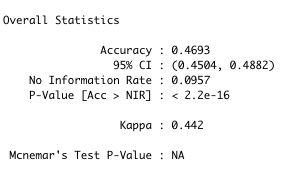 Overall Statistics
Accuracy : 0.4693
95% CI : (0.4504, 0.4882)
No Information Rate : 0.0957
P-Value [Acc > NIR] : < 2.2e-16
Kappa : 0.442
Mcnemar's Test P-Value : NA